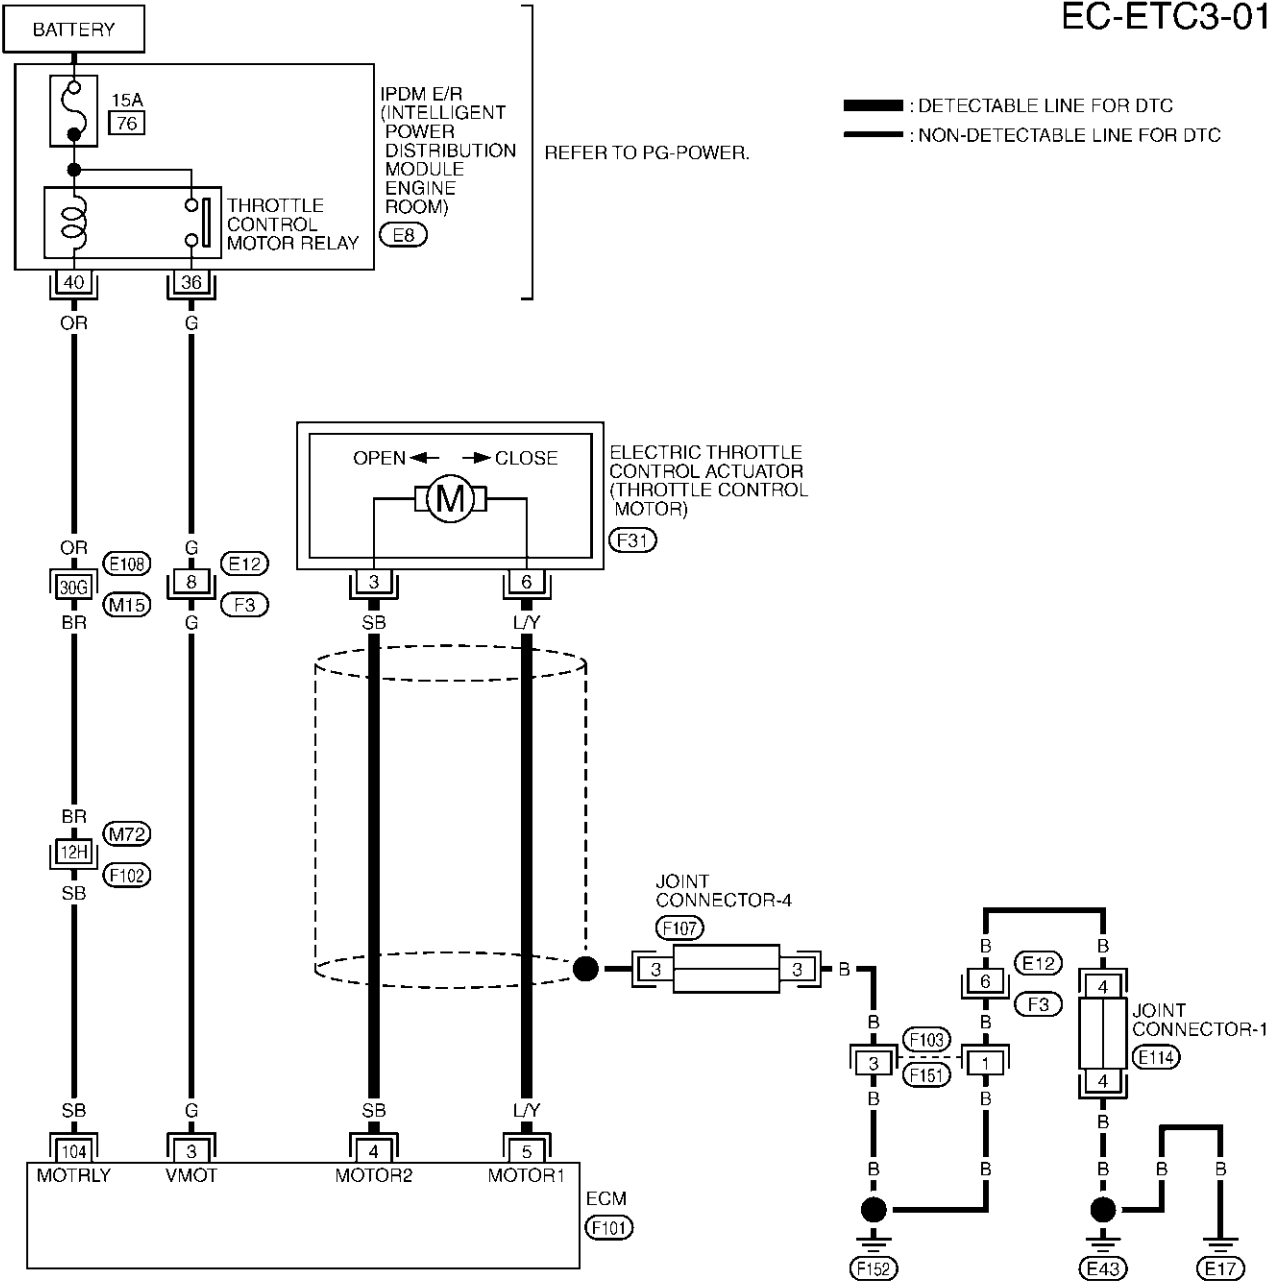 EC-ETC3-01
BATTERY
: DETECTABLE LINE FOR DTC
: NON-DETECTABLE LINE FOR DTC
15A
76
IPDM E/R
(INTELLIGENT
POWER
DISTRIBUTION
MODULE
ENGINE
ROOM)
E8
REFER TO PG-POWER.
THROTTLE
CONTROL
MOTOR RELAY
40
36
OR
G
OPEN
CLOSE
M
ELECTRIC THROTTLE
CONTROL ACTUATOR
(THROTTLE CONTROL
MOTOR)
F31
OR
E108
G
E12
30G
8
3
6
M15
F3
BR
G
SB
L/Y
BR
M72
12H
F102
SB
JOINT
CONNECTOR-4
F107
3
3
B
B
B
E12
6
4
F3
JOINT
CONNECTOR-1
E114
B
B
F103
3
1
F151
4
B
B
B
SB
G
SB
L/Y
104
3
4
5
MOTRLY
VMOT
MOTOR2
MOTOR1
ECM
F101
B
B
B
B
B
F152
E43
E17